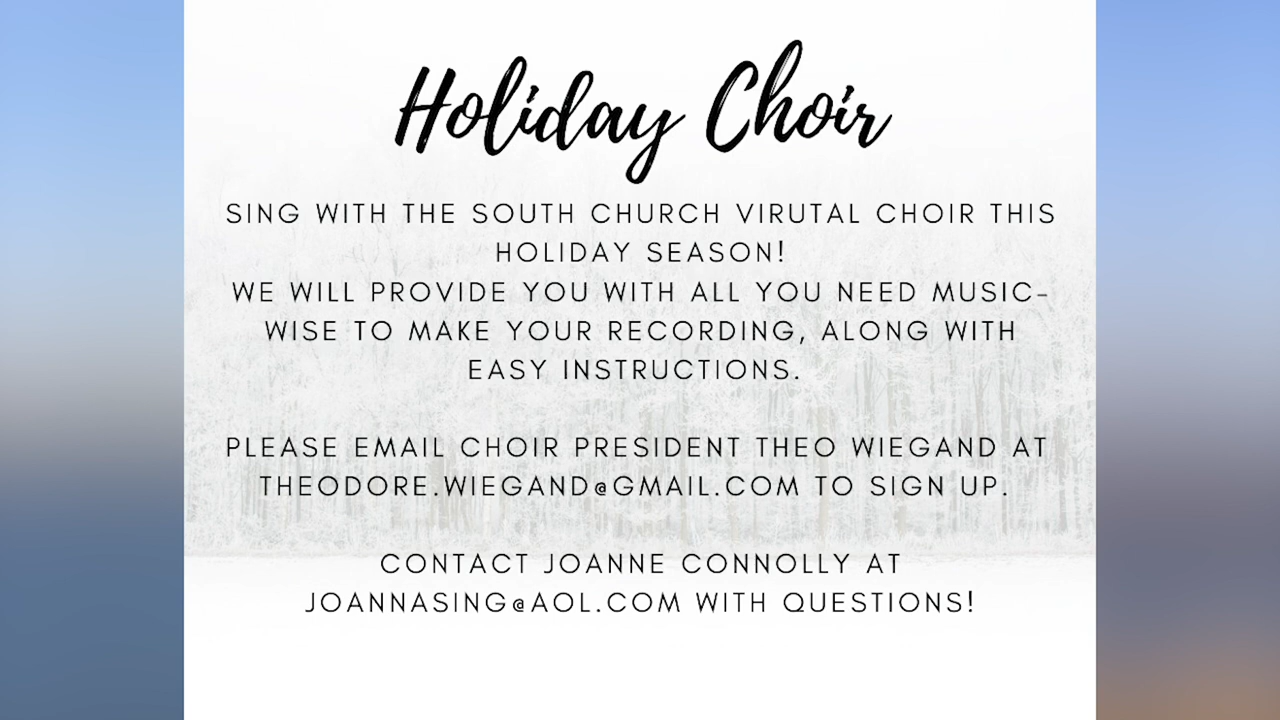 Holiday Choir
SING WITH THE SOUTH CHURCH VIRUTAL CHOIR THIS
HOLIDAY SEASON!
WE WILL PROVIDE YOU WITH ALL YOU NEED MUSIC-
WISE TO MAKE YOUR RECORDING, ALONG WITH
EASY INSTRUCTIONS.
PLEASE EMAIL CHOIR PRESIDENT THEO WIEGAND AT
THEODORE.WIEGAND@GMAIL.COM TO SIGN UP.
CONTACT JOANNE CONNOLLY AT
JOANNASING@AOL.COM WITH QUESTIONS!